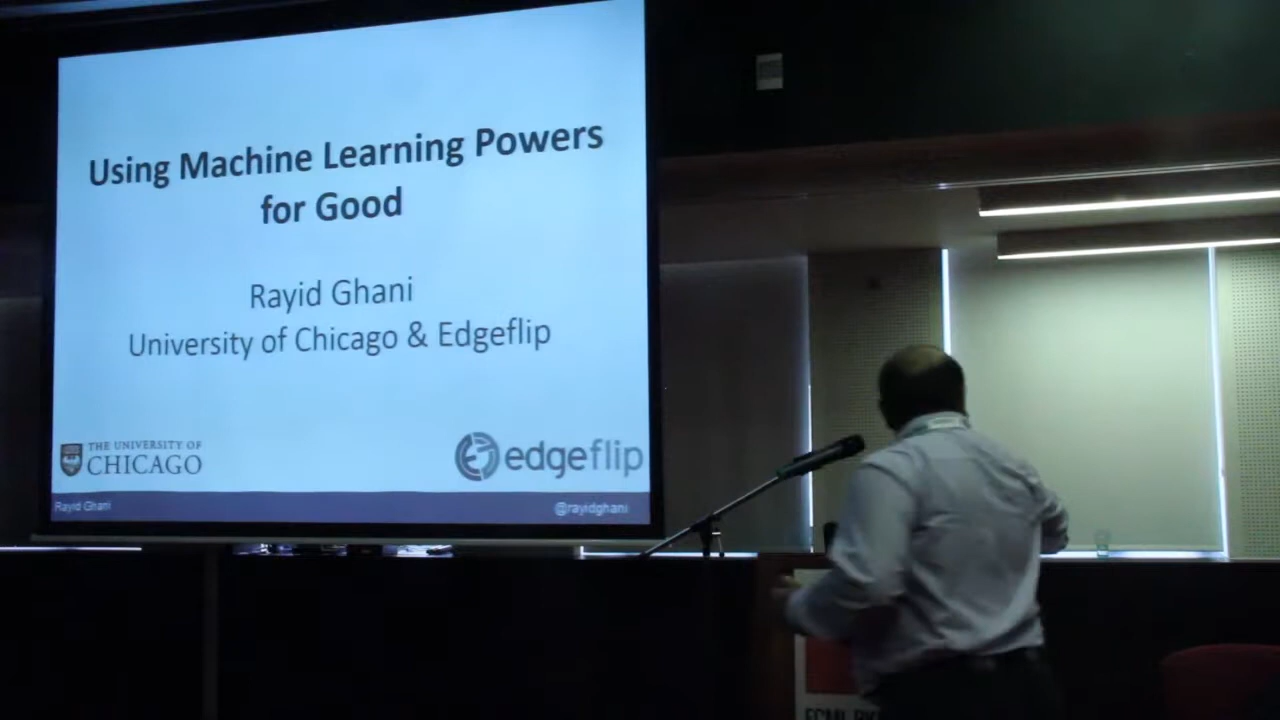 Using Machine Learning Powers
for Good
Rayid Ghani
University of Chicago & Edgeflip
THE UNIVERSITY OF
CHICAGO
edgeflip
Rayid Ghani
@rayidghani